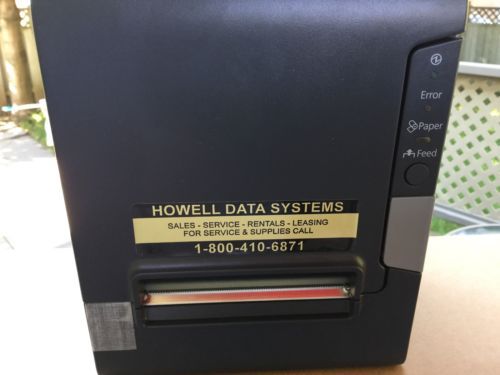 Error
Paper
Feed
HOWELL DATA SYSTEMS
SALES - SERVICE - RENTALS - LEASING
FOR SERVICE & SUPPLIES CALL
1-800-410-6871